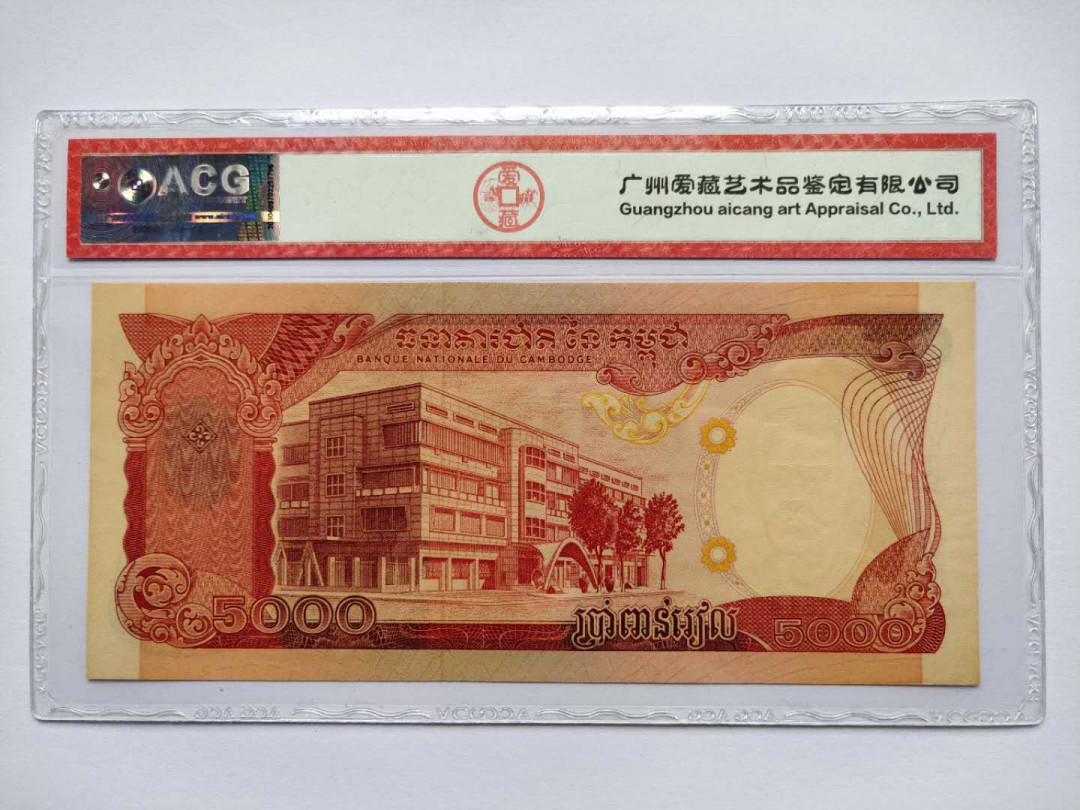 ACG
爱藏
广州爱藏艺术品鉴定有限公司
Guangzhou aicang art Appraisal Co., Ltd.
ធនាគារជាតិ នៃ កម្ពុជា
BANQUE NATIONALE DU CAMBODGE
5000
ប្រាំពាន់រៀល
5000